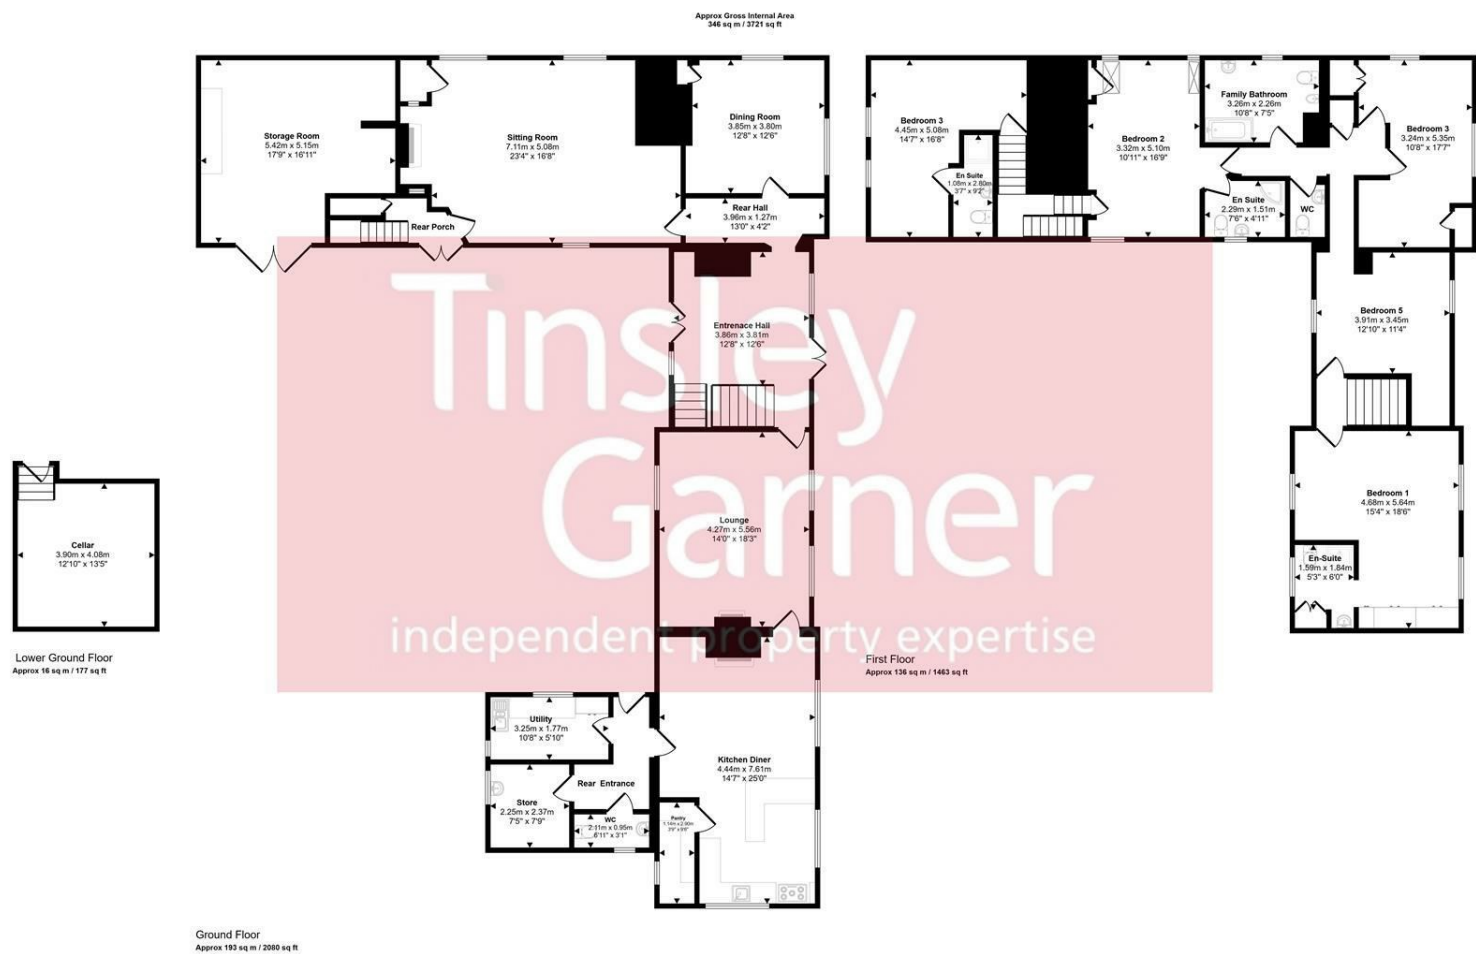 Approx Gross Internal Area
346 sq m / 3721 sq ft
Storage Room
5.42m x 5.15m
17'9" x 16'11"
Sitting Room
7.11m x 5.08m
23'4" x 16'8"
Dining Room
3.85m x 3.80m
12'8" x 12'6"
Rear Hall
3.96m x 1.27m
13'0" x 4'2"
Rear Porch
Entrenace Hall
3.86m x 3.81m
12'8" x 12'6"
Lounge
4.27m x 5.56m
14'0" x 18'3"
Kitchen Diner
4.44m x 7.61m
14'7" x 25'0"
Pantry
1.14m x 2.90m
3'9" x 9'6"
Utility
3.25m x 1.77m
10'8" x 5'10"
Rear Entrance
Store
2.25m x 2.37m
7'5" x 7'9"
WC
2.11m x 0.95m
6'11" x 3'1"
Ground Floor
Approx 193 sq m / 2080 sq ft
Cellar
3.90m x 4.08m
12'10" x 13'5"
Lower Ground Floor
Approx 16 sq m / 177 sq ft
Bedroom 3
4.45m x 5.08m
14'7" x 16'8"
En Suite
1.08m x 2.80m
3'7" x 9'2"
Bedroom 2
3.32m x 5.10m
10'11" x 16'9"
Family Bathroom
3.26m x 2.26m
10'8" x 7'5"
Bedroom 3
3.24m x 5.35m
10'8" x 17'7"
En Suite
2.29m x 1.51m
7'6" x 4'11"
WC
Bedroom 5
3.91m x 3.45m
12'10" x 11'4"
Bedroom 1
4.68m x 5.64m
15'4" x 18'6"
En-Suite
1.59m x 1.84m
5'3" x 6'0"
First Floor
Approx 136 sq m / 1463 sq ft
Tinsley
Garner
independent property expertise